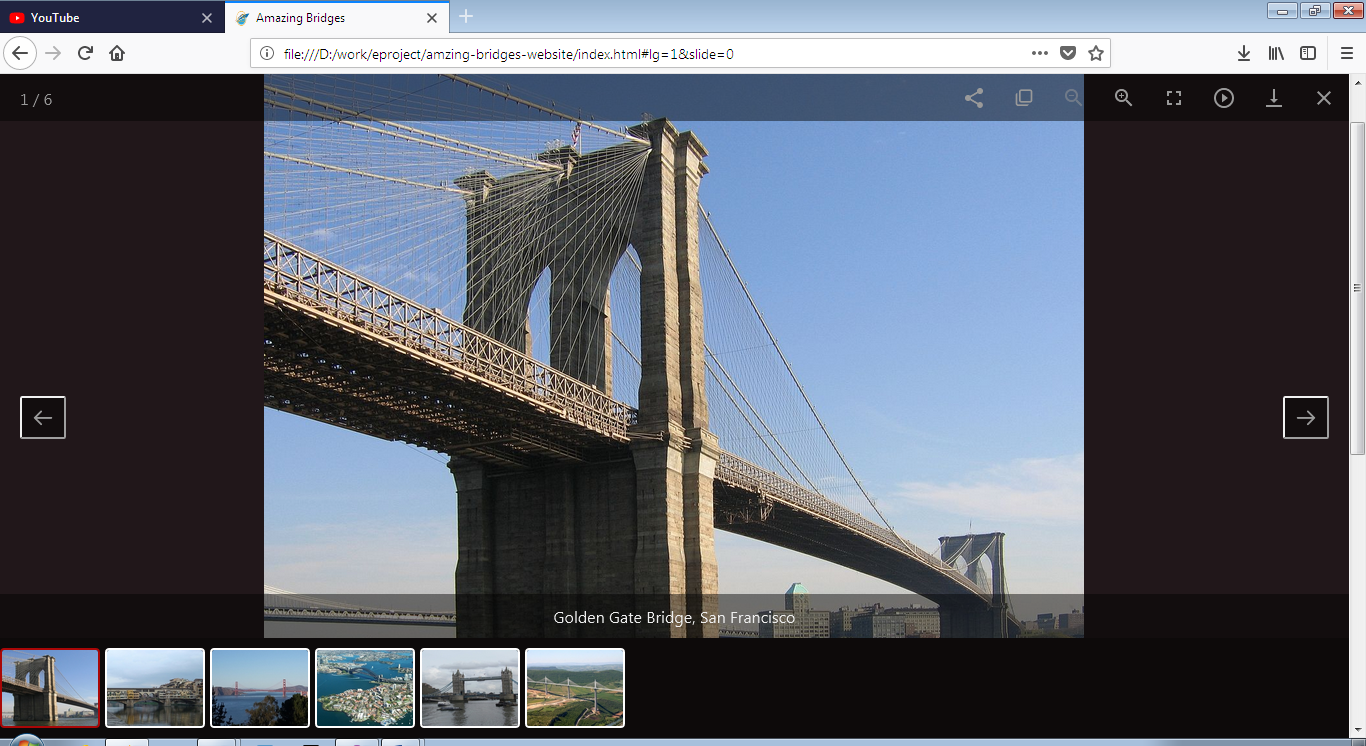 YouTube
Amazing Bridges
file:///D:/work/eproject/amzing-bridges-website/index.html#lg=1&slide=0
1 / 6
Golden Gate Bridge, San Francisco